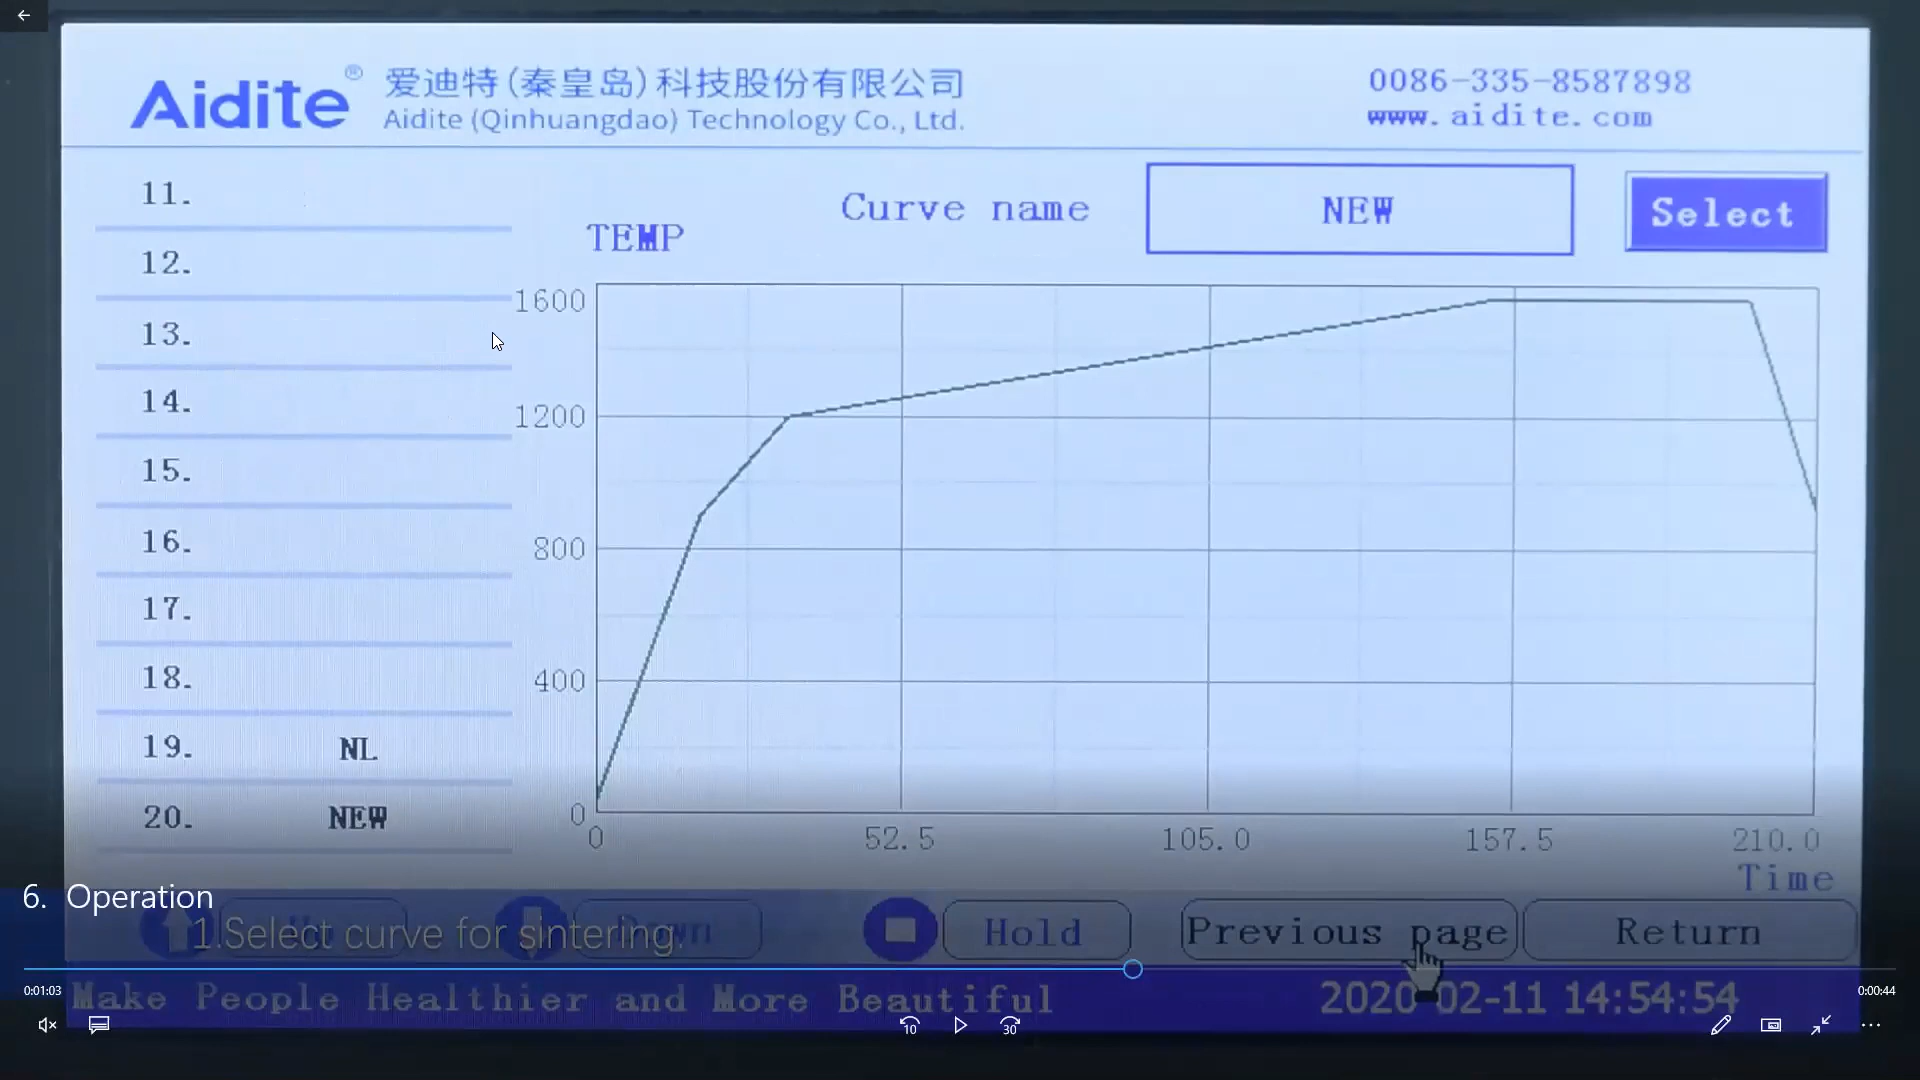 Aidite® 爱迪特(秦皇岛)科技股份有限公司
Aidite (Qinhuangdao) Technology Co., Ltd.
0086-335-8587898
www.aidite.com
Curve name NEW Select
TEMP
11.
12.
13.
14.
15.
16.
17.
18.
19. NL
20. NEW
1600
1200
800
400
0
0 52.5 105.0 157.5 210.0
Time
6. Operation
1.Select curve for sintering.
Hold Previous page Return
0:01:03
0:00:44
Make People Healthier and More Beautiful
2020-02-11 14:54:54
10
30